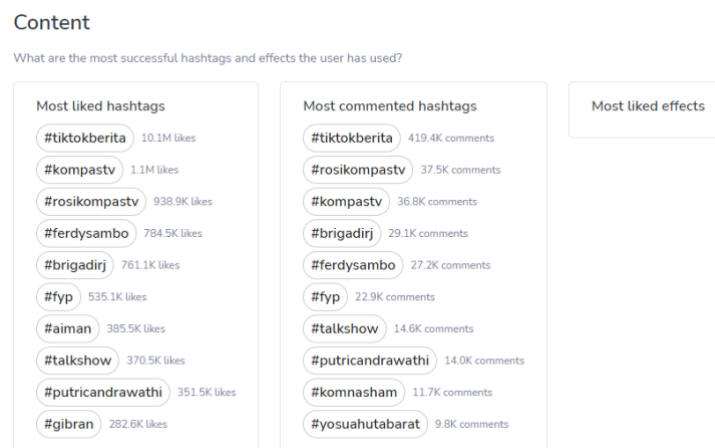 Content
What are the most successful hashtags and effects the user has used?
Most liked hashtags
#tiktokberita 10.1M likes
#kompastv 1.1M likes
#rosikompastv 938.9K likes
#ferdysambo 784.5K likes
#brigadirj 761.1K likes
#fyp 535.1K likes
#aiman 385.5K likes
#talkshow 370.5K likes
#putricandrawathi 351.5K likes
#gibran 282.6K likes
Most commented hashtags
#tiktokberita 419.4K comments
#rosikompastv 37.5K comments
#kompastv 36.8K comments
#brigadirj 29.1K comments
#ferdysambo 27.2K comments
#fyp 22.9K comments
#talkshow 14.6K comments
#putricandrawathi 14.0K comments
#komnasham 11.7K comments
#yosuahutabarat 9.8K comments
Most liked effects